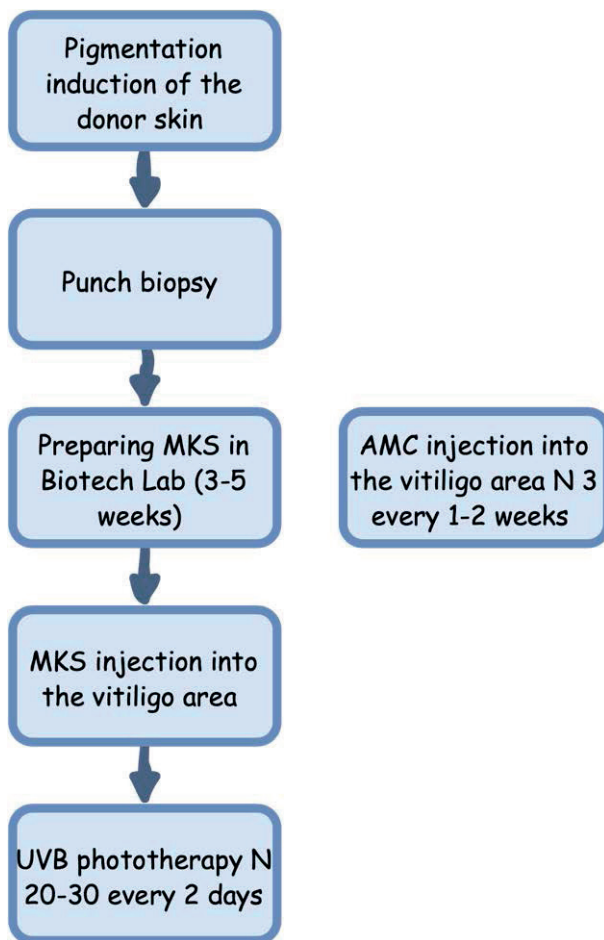 Pigmentation
induction of the
donor skin
Punch biopsy
Preparing MKS in
Biotech Lab (3-5
weeks)
AMC injection into
the vitiligo area N 3
every 1-2 weeks
MKS injection into
the vitiligo area
UVB phototherapy N
20-30 every 2 days